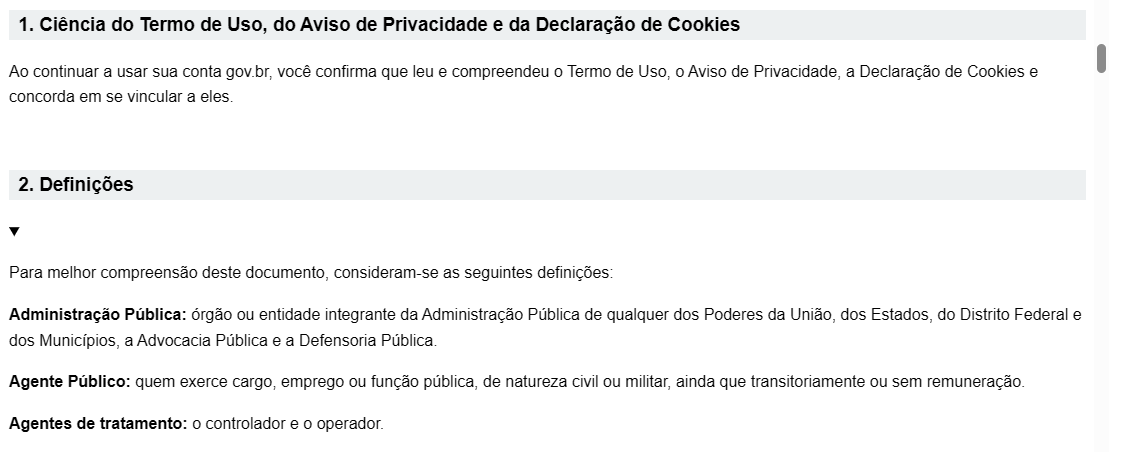 1. Ciência do Termo de Uso, do Aviso de Privacidade e da Declaração de Cookies
Ao continuar a usar sua conta gov.br, você confirma que leu e compreendeu o Termo de Uso, o Aviso de Privacidade, a Declaração de Cookies e
concorda em se vincular a eles.
2. Definições
Para melhor compreensão deste documento, consideram-se as seguintes definições:
Administração Pública: órgão ou entidade integrante da Administração Pública de qualquer dos Poderes da União, dos Estados, do Distrito Federal e
dos Municípios, a Advocacia Pública e a Defensoria Pública.
Agente Público: quem exerce cargo, emprego ou função pública, de natureza civil ou militar, ainda que transitoriamente ou sem remuneração.
Agentes de tratamento: o controlador e o operador.